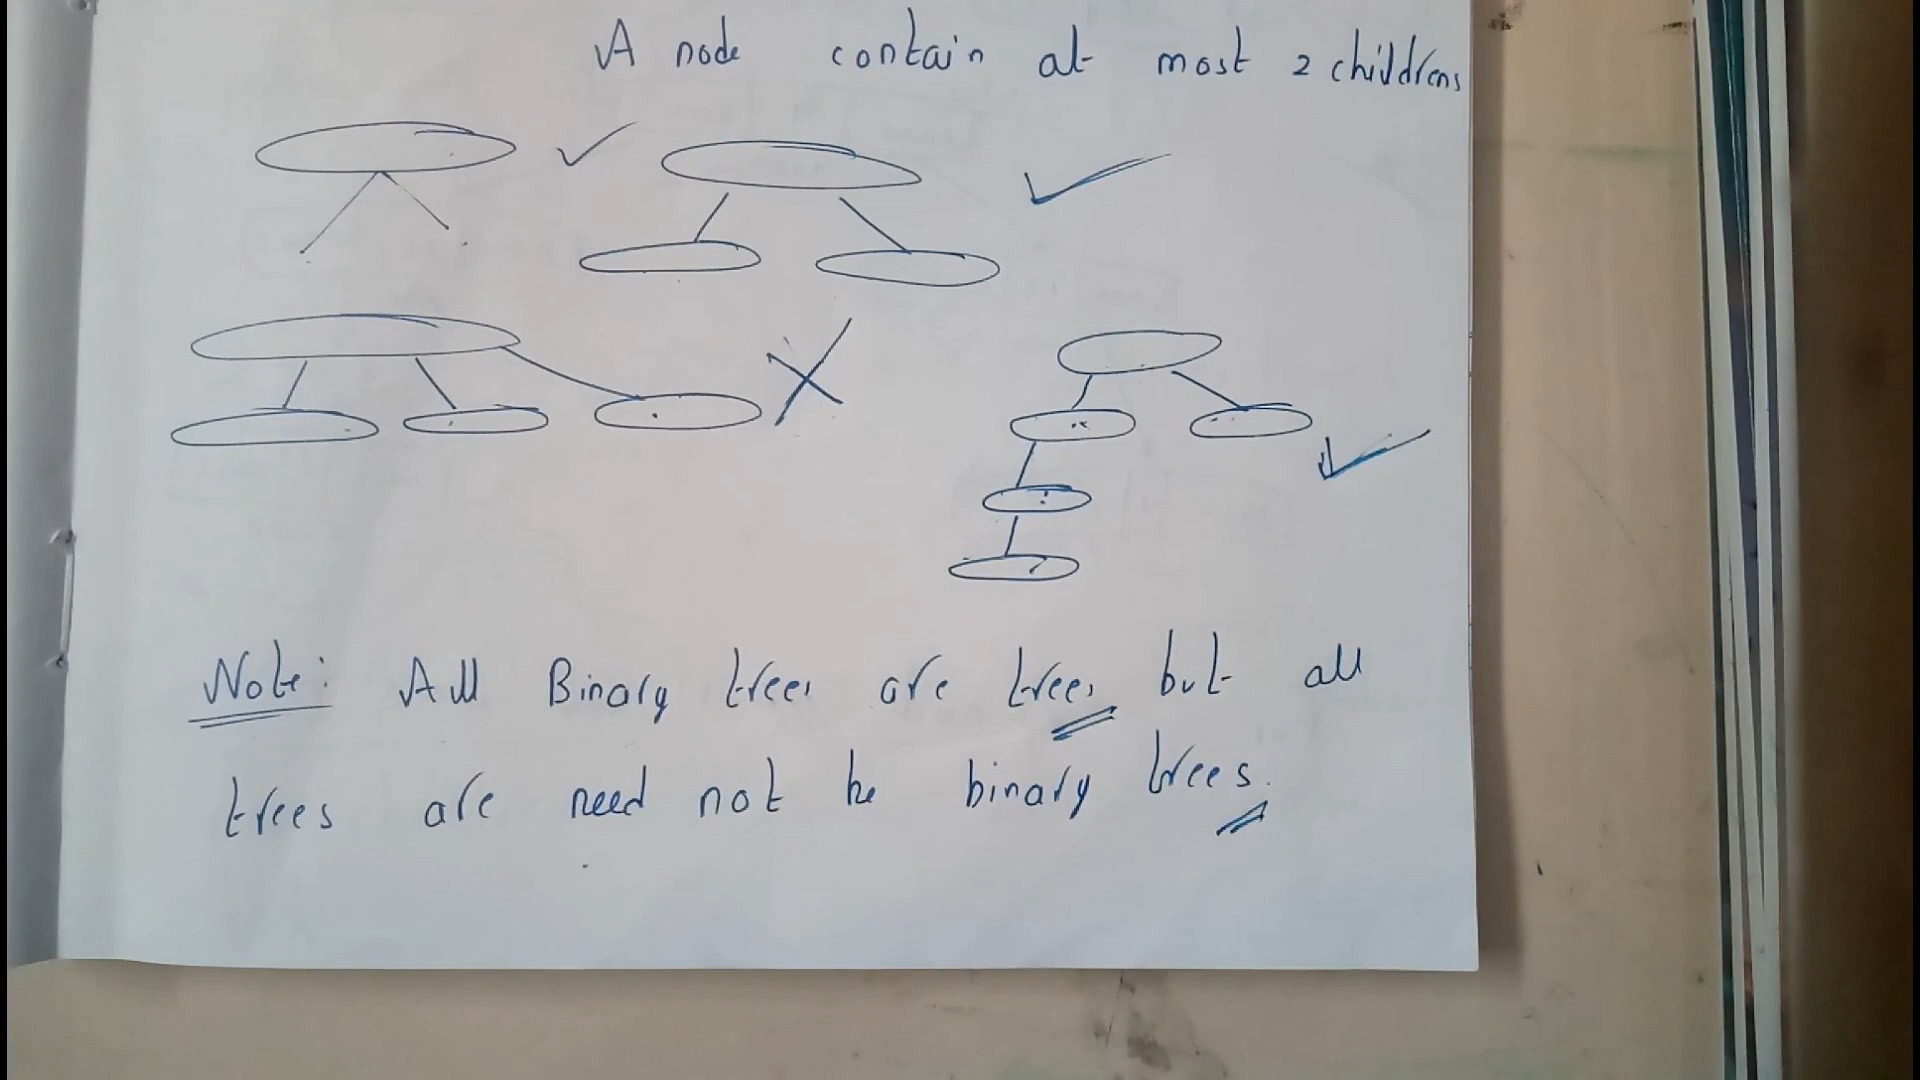 A node contain at most 2 childrens
Note: All Binary trees are trees but all
trees are need not be binary trees.